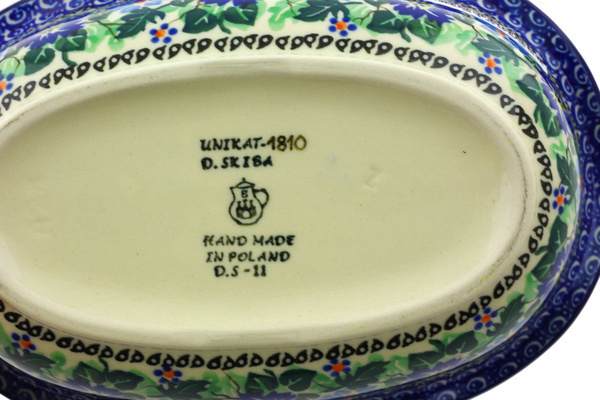 UNIKAT-1810
D.SKIBA
B
HAND MADE
IN POLAND
D.S-11